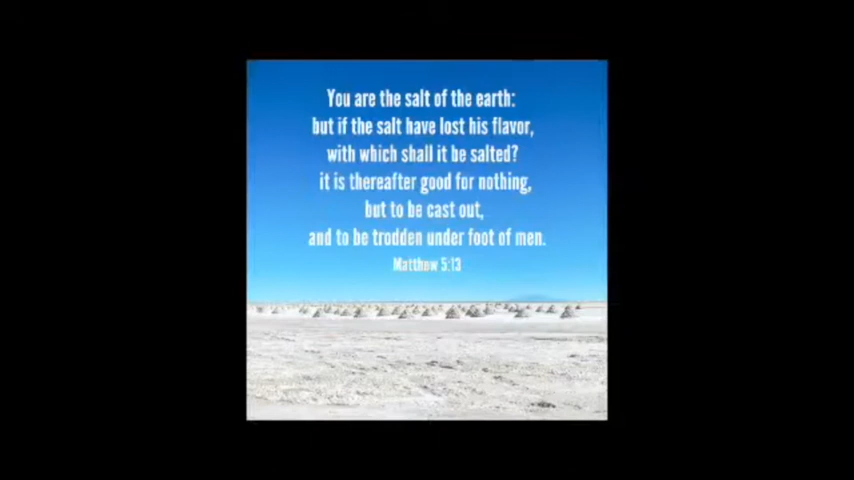 You are the salt of the earth:
but if the salt have lost his flavor,
with which shall it be salted?
it is thereafter good for nothing,
but to be cast out,
and to be trodden under foot of men.
Matthew 5:13